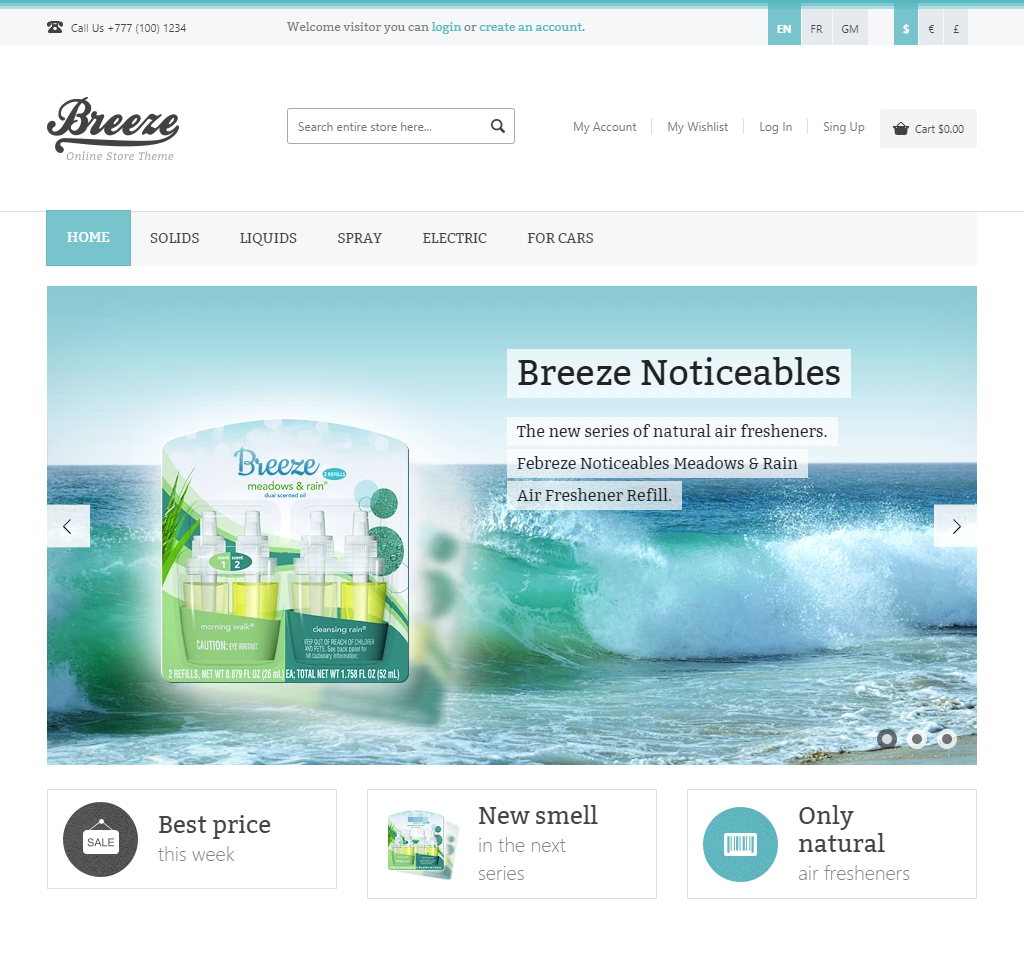 Call Us +777 (100) 1234
Welcome visitor you can login or create an account.
EN FR GM
$ € £
Breeze
Online Store Theme
Search entire store here...
My Account
My Wishlist
Log In
Sing Up
Cart $0.00
HOME SOLIDS LIQUIDS SPRAY ELECTRIC FOR CARS
Breeze Noticeables
The new series of natural air fresheners.
Febreze Noticeables Meadows & Rain
Air Freshener Refill.
Breeze
2 REFILLS
meadows & rain®
dual scented oil
scent 1 scent 2
morning walk®
cleansing rain®
CAUTION: EYE IRRITANT.
KEEP OUT OF REACH OF CHILDREN
AND PETS. See back panel for
2 REFILLS, NET WT 0.879 FL OZ (26 mL) EA; TOTAL NET WT 1.758 FL OZ (52 mL)
SALE
Best price
this week
New smell
in the next
series
Only
natural
air fresheners